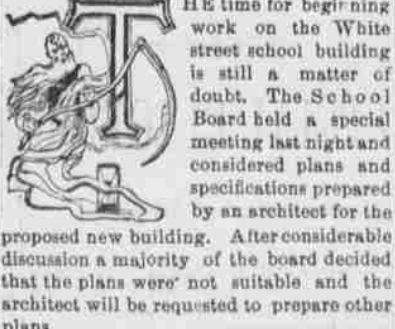 THE time for beginning
work on the White
street school building
is still a matter of
doubt. The School
Board held a special
meeting last night and
considered plans and
specifications prepared
by an architect for the
proposed new building. After considerable
discussion a majority of the board decided
that the plans were not suitable and the
architect will be requested to prepare other
plans